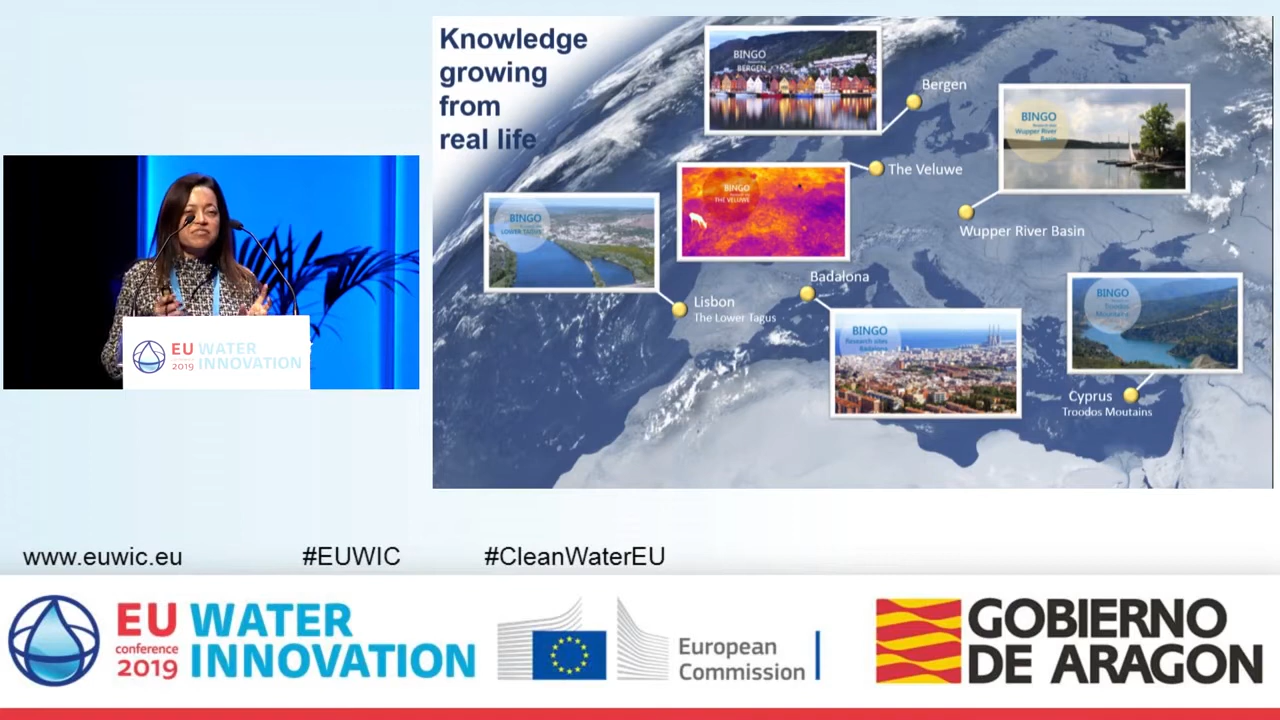 Knowledge
growing
from
real life
BINGO
BERGEN
Bergen
BINGO
Wupper River
Basin
The Veluwe
BINGO
THE VELUWE
Wupper River Basin
BINGO
LOWER TAGUS
Badalona
Lisbon
The Lower Tagus
BINGO
Research sites
Badalona
BINGO
Troodos
Moutains
Cyprus
Troodos Moutains
EU WATER
conference
2019 INNOVATION
www.euwic.eu
#EUWIC
#CleanWaterEU
EU WATER
conference
2019 INNOVATION
European
Commission
GOBIERNO
DE ARAGON